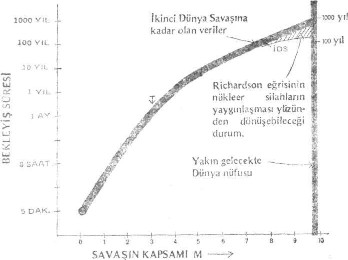 İkinci Dünya Savaşına
kadar olan veriler
1000 YIL
1000 yıl
100 YIL
100 yıl
10 YIL
1 YIL
1 AY
8 SAAT
5 DAK.
BEKLEYİŞ SÜRESİ
Richardson eğrisinin
nükleer silahların
yaygınlaşması yüzün-
den dönüşebileceği
durum.
Yakın gelecekte
Dünya nüfusu
0 1 2 3 4 5 6 7 8 9 10
SAVAŞIN KAPSAMI M